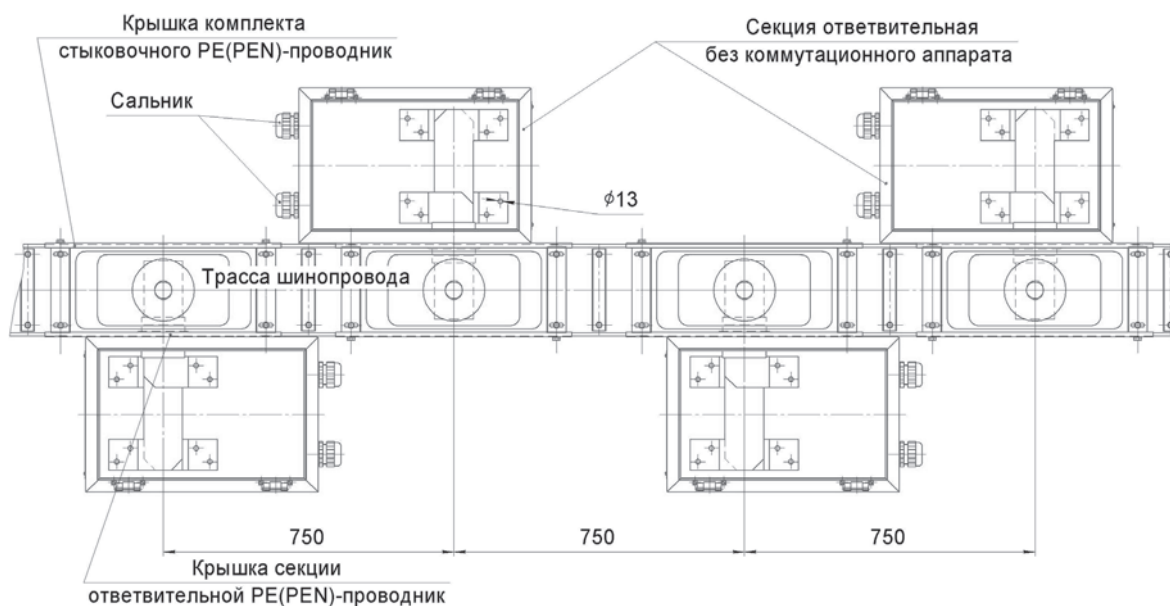 Крышка комплекта
стыковочного PE(PEN)-проводник
Секция ответвительная
без коммутационного аппарата
Сальник
ϕ13
Трасса шинопровода
750
750
750
Крышка секции
ответвительной PE(PEN)-проводник